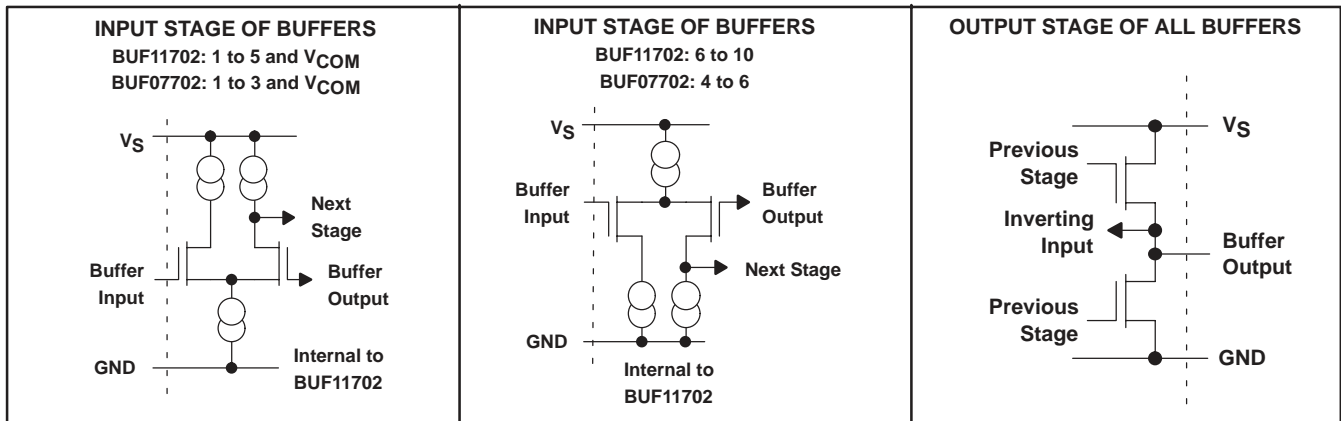 INPUT STAGE OF BUFFERS
BUF11702: 1 to 5 and VCOM
BUF07702: 1 to 3 and VCOM
VS
Next
Stage
Buffer
Input
Buffer
Output
GND
Internal to
BUF11702
INPUT STAGE OF BUFFERS
BUF11702: 6 to 10
BUF07702: 4 to 6
VS
Buffer
Input
Buffer
Output
Next Stage
GND
Internal to
BUF11702
OUTPUT STAGE OF ALL BUFFERS
VS
Previous
Stage
Inverting
Input
Buffer
Output
Previous
Stage
GND